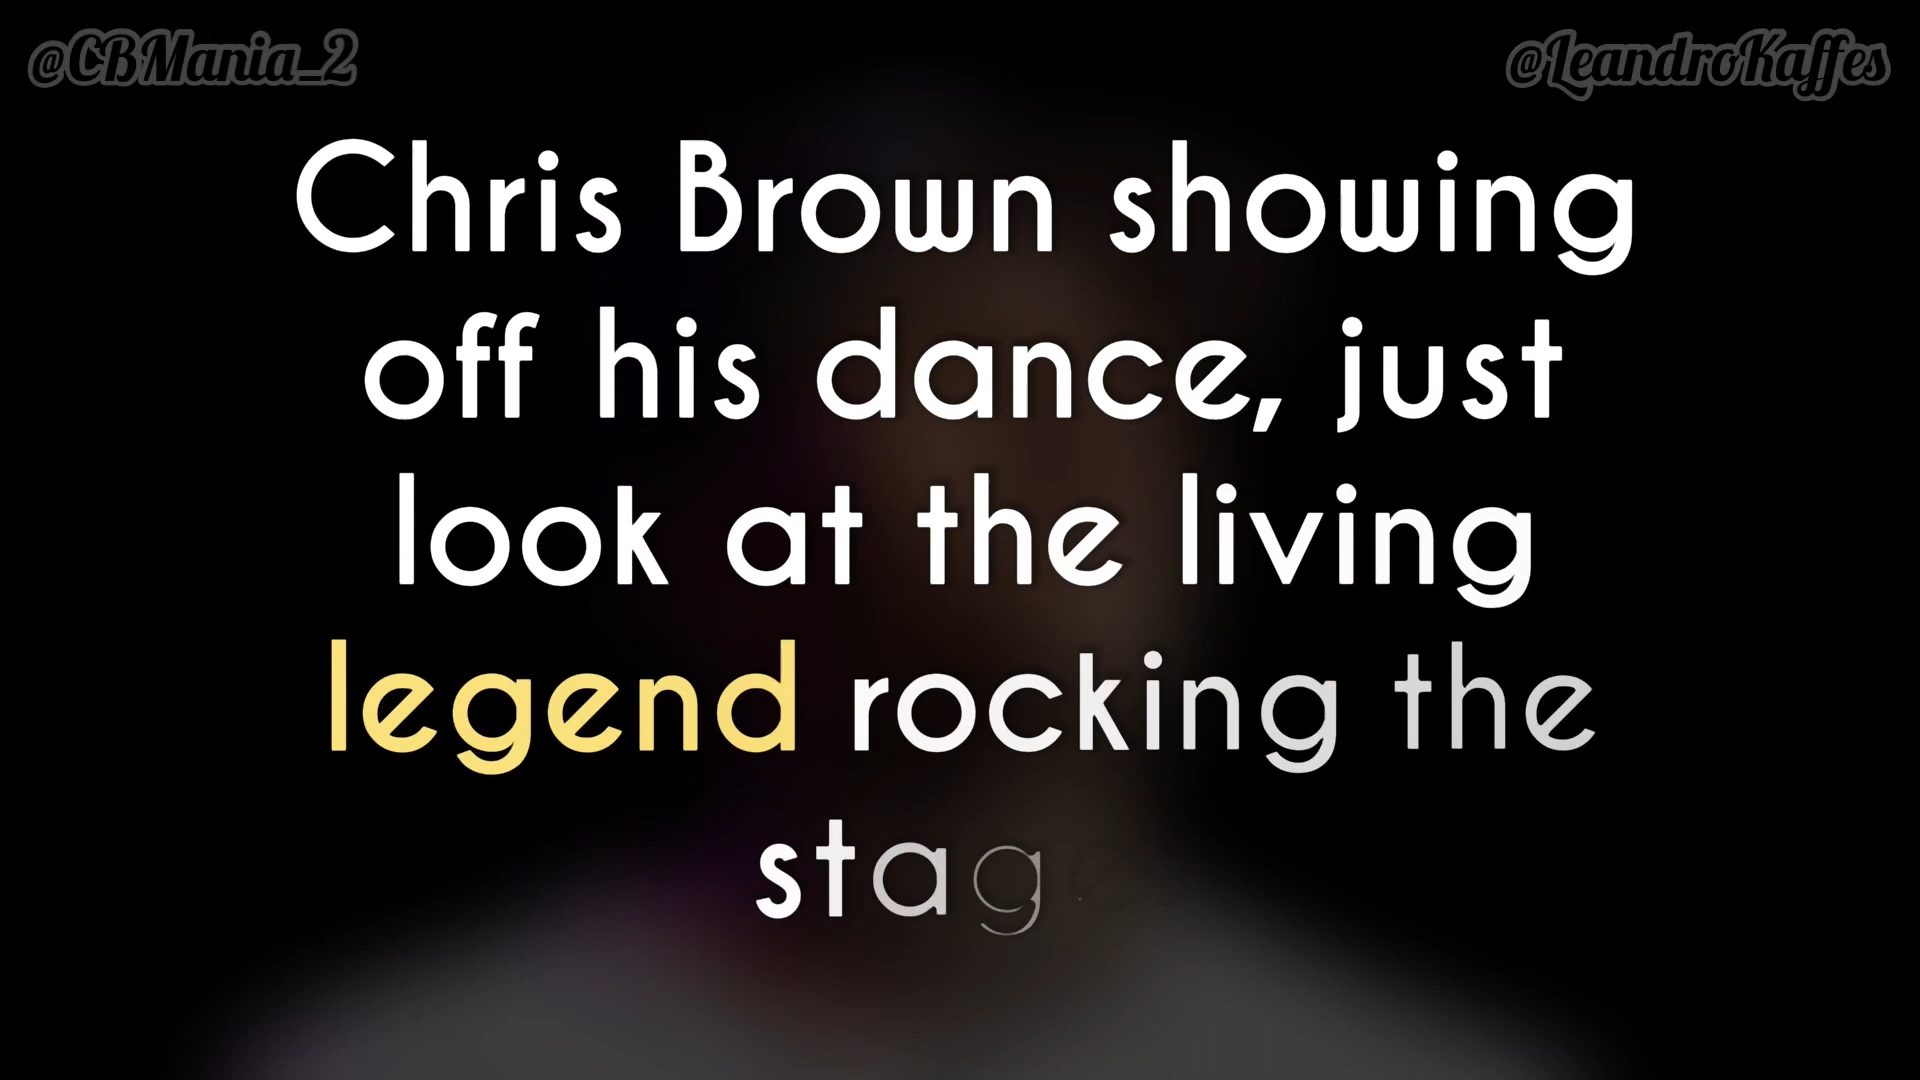 @CBMania_2 @LeandroKaffes
Chris Brown showing
off his dance, just
look at the living
legend rocking the
stag